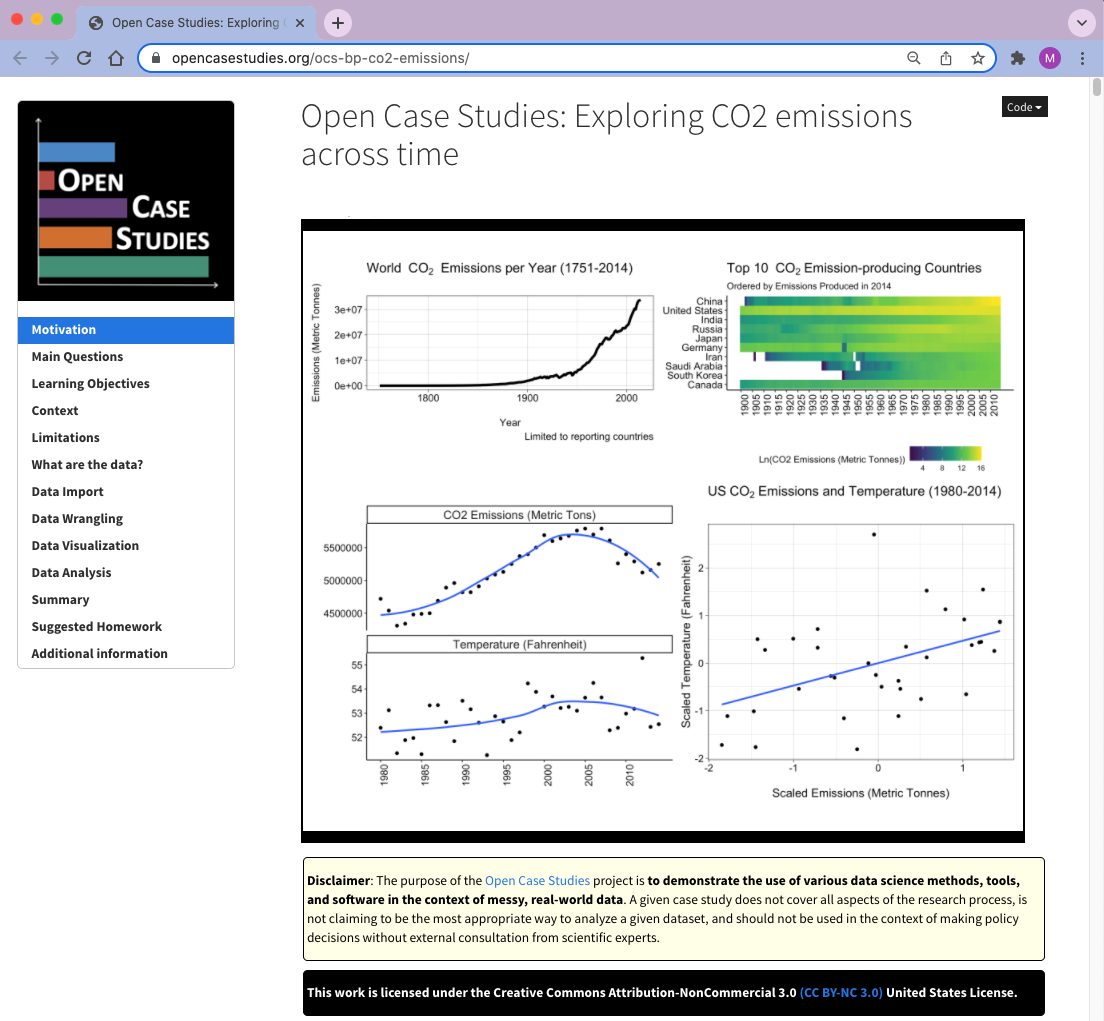 Open Case Studies: Exploring
opencasestudies.org/ocs-bp-co2-emissions/
M
OPEN
CASE
STUDIES
Motivation
Main Questions
Learning Objectives
Context
Limitations
What are the data?
Data Import
Data Wrangling
Data Visualization
Data Analysis
Summary
Suggested Homework
Additional information
Open Case Studies: Exploring CO2 emissions
across time
Code
World CO2 Emissions per Year (1751-2014)
Emissions (Metric Tonnes)
3e+07
2e+07
1e+07
0e+00
1800 1900 2000
Year
Limited to reporting countries
Top 10 CO2 Emission-producing Countries
Ordered by Emissions Produced in 2014
China
United States
India
Russia
Japan
Germany
Iran
Saudi Arabia
South Korea
Canada
1900 1905 1910 1915 1920 1925 1930 1935 1940 1945 1950 1955 1960 1965 1970 1975 1980 1985 1990 1995 2000 2005 2010
Ln(CO2 Emissions (Metric Tonnes))
4 8 12 16
CO2 Emissions (Metric Tons)
5500000
5000000
4500000
Temperature (Fahrenheit)
55
54
53
52
1980 1985 1990 1995 2000 2005 2010
US CO2 Emissions and Temperature (1980-2014)
Scaled Temperature (Fahrenheit)
2
1
0
-1
-2
-2 -1 0 1
Scaled Emissions (Metric Tonnes)
Disclaimer: The purpose of the Open Case Studies project is to demonstrate the use of various data science methods, tools,
and software in the context of messy, real-world data. A given case study does not cover all aspects of the research process, is
not claiming to be the most appropriate way to analyze a given dataset, and should not be used in the context of making policy
decisions without external consultation from scientific experts.
This work is licensed under the Creative Commons Attribution-NonCommercial 3.0 (CC BY-NC 3.0) United States License.